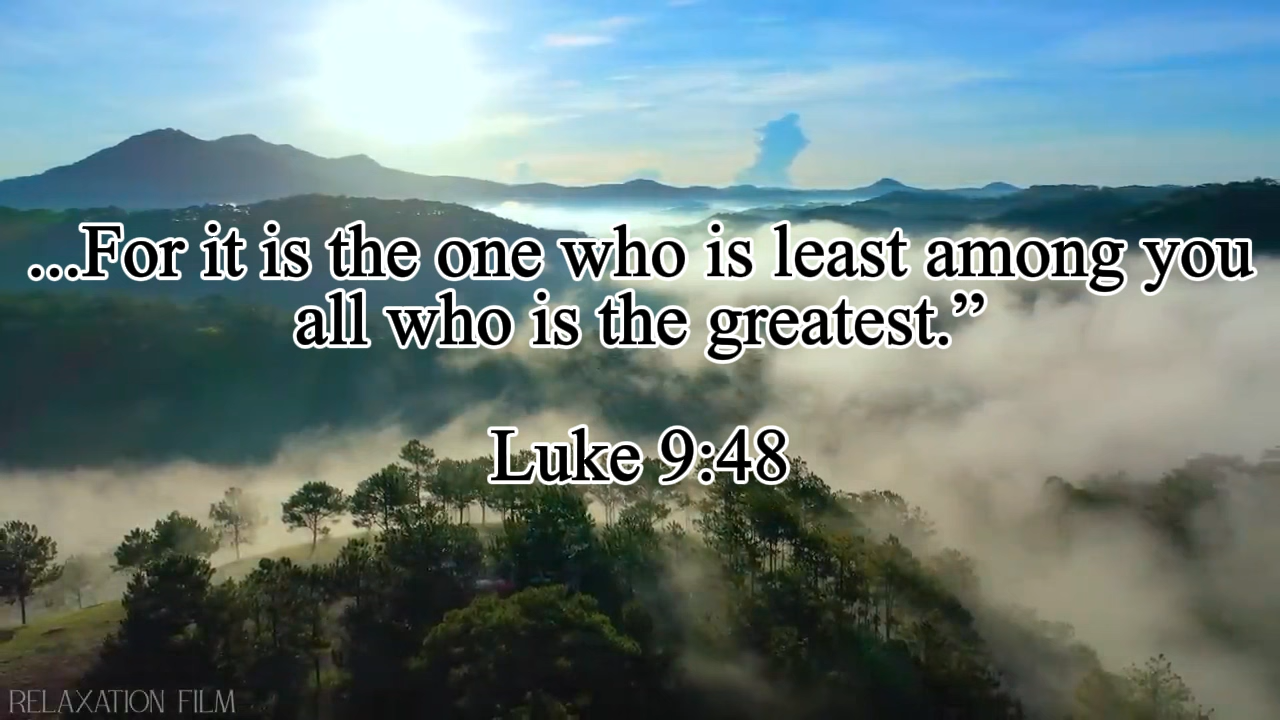 ...For it is the one who is least among you
all who is the greatest.”
Luke 9:48
RELAXATION FILM